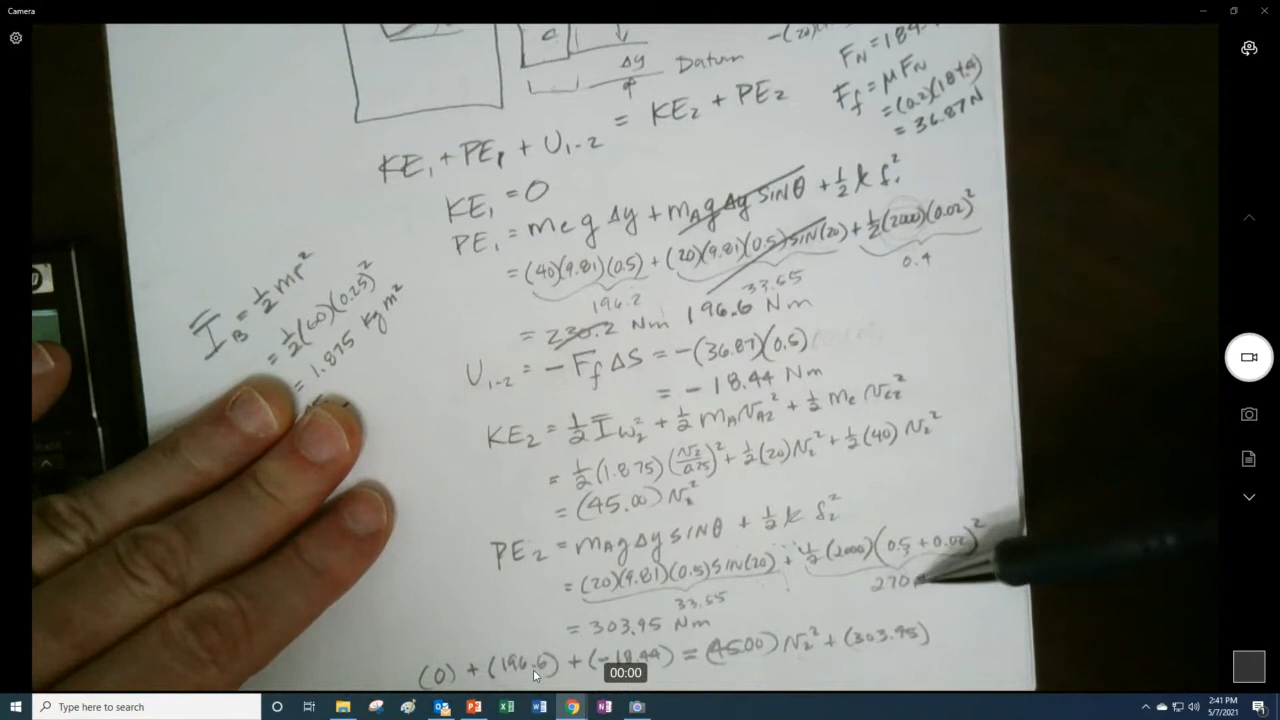 Camera
C
Δy
Datum
F_N = 184.
F_f = μ F_N
= (0.2)(184.4)
= 36.87 N
KE₁ + PE₁ + U₁₋₂ = KE₂ + PE₂
KE₁ = 0
PE₁ = m_c g Δy + m_A g Δy SINθ + 1/2 k f₁²
= (40)(9.81)(0.5) + (20)(9.81)(0.5) sin(20) + 1/2 (2000)(0.02)²
196.2 33.55 0.4
= 230.2 Nm 196.6 Nm
Ī_B = 1/2 mr²
= 1/2 (60)(0.25)²
= 1.875 kg m²
U₁₋₂ = - F_f ΔS = -(36.87)(0.5)
= - 18.44 Nm
KE₂ = 1/2 Ī ω₂² + 1/2 m_A v_A2² + 1/2 m_c v_c2²
= 1/2 (1.875) (v₂/0.25)² + 1/2 (20) v₂² + 1/2 (40) v₂²
= (45.00) v₂²
PE₂ = m_A g Δy SINθ + 1/2 k f₂²
= (20)(9.81)(0.5) SIN(20) + 1/2 (2000) (0.5 + 0.02)²
33.55 270.
= 303.95 Nm
(0) + (196.6) + (-18.44) = (45.00) v₂² + (303.95)
00:00
Type here to search
2:41 PM
5/7/2021